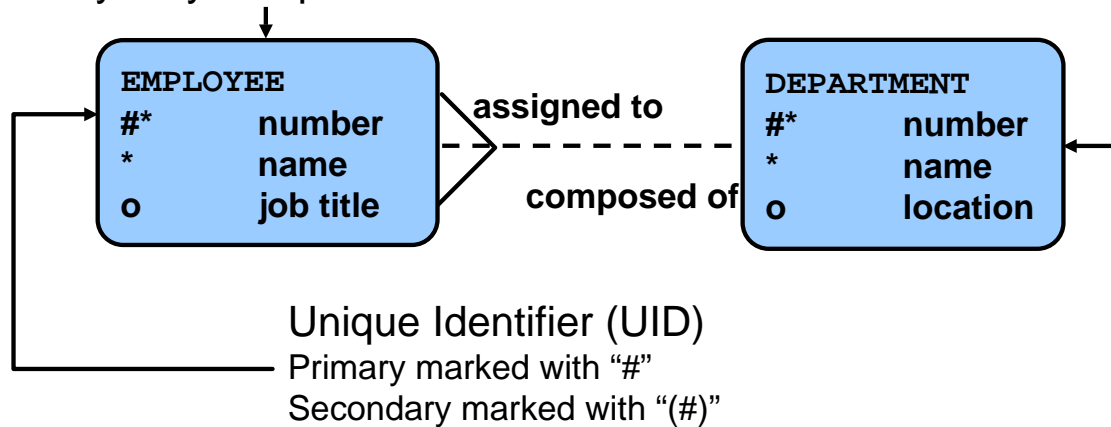 EMPLOYEE
#* number
* name
o job title
assigned to
composed of
DEPARTMENT
#* number
* name
o location
Unique Identifier (UID)
Primary marked with “#”
Secondary marked with “(#)”